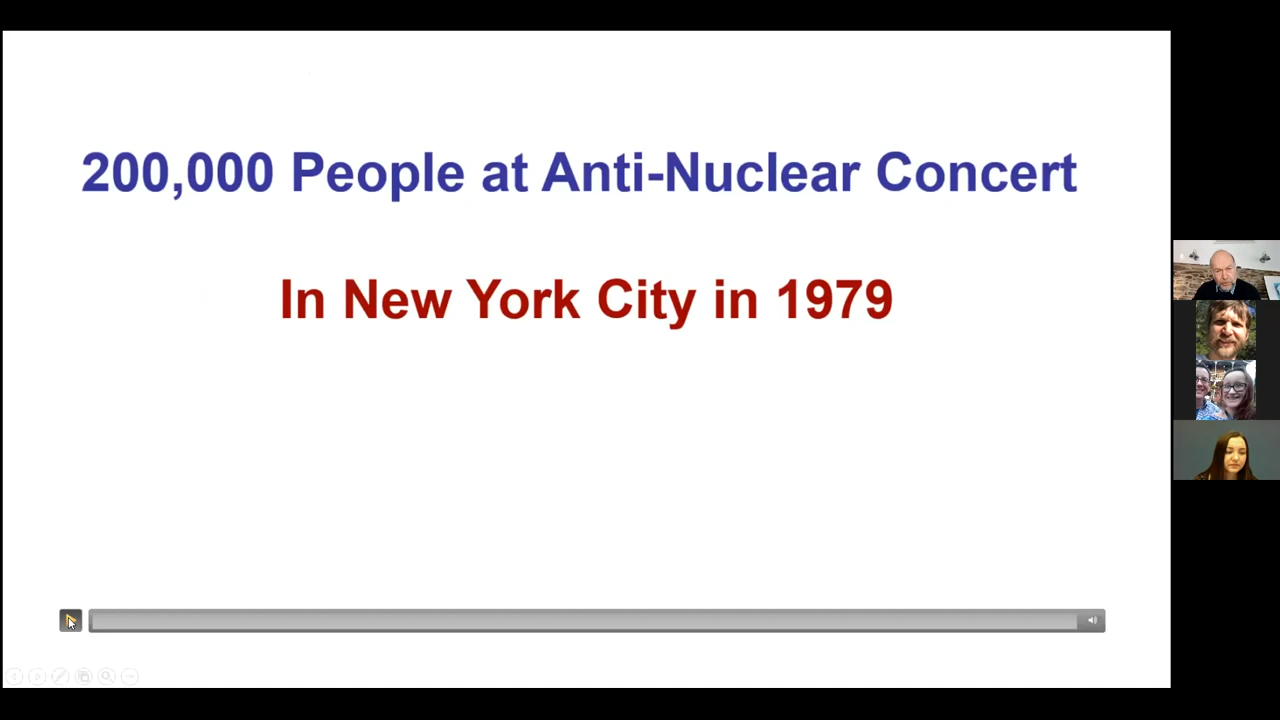 200,000 People at Anti-Nuclear Concert
In New York City in 1979